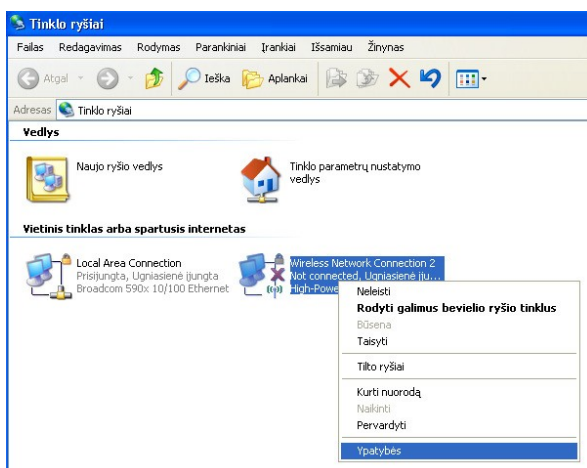 Tinklo ryšiai
Failas Redagavimas Rodymas Parankiniai Įrankiai Išsamiau Žinynas
Atgal Ieška Aplankai
Adresas Tinklo ryšiai
Vedlys
Naujo ryšio vedlys
Tinklo parametrų nustatymo
vedlys
Vietinis tinklas arba spartusis internetas
Local Area Connection
Prisijungta, Ugniasienė įjungta
Broadcom 590x 10/100 Ethernet
Wireless Network Connection 2
Not connected, Ugniasienė įju...
High-Powe
Neleisti
Rodyti galimus bevielio ryšio tinklus
Būsena
Taisyti
Tilto ryšiai
Kurti nuorodą
Naikinti
Pervardyti
Ypatybės